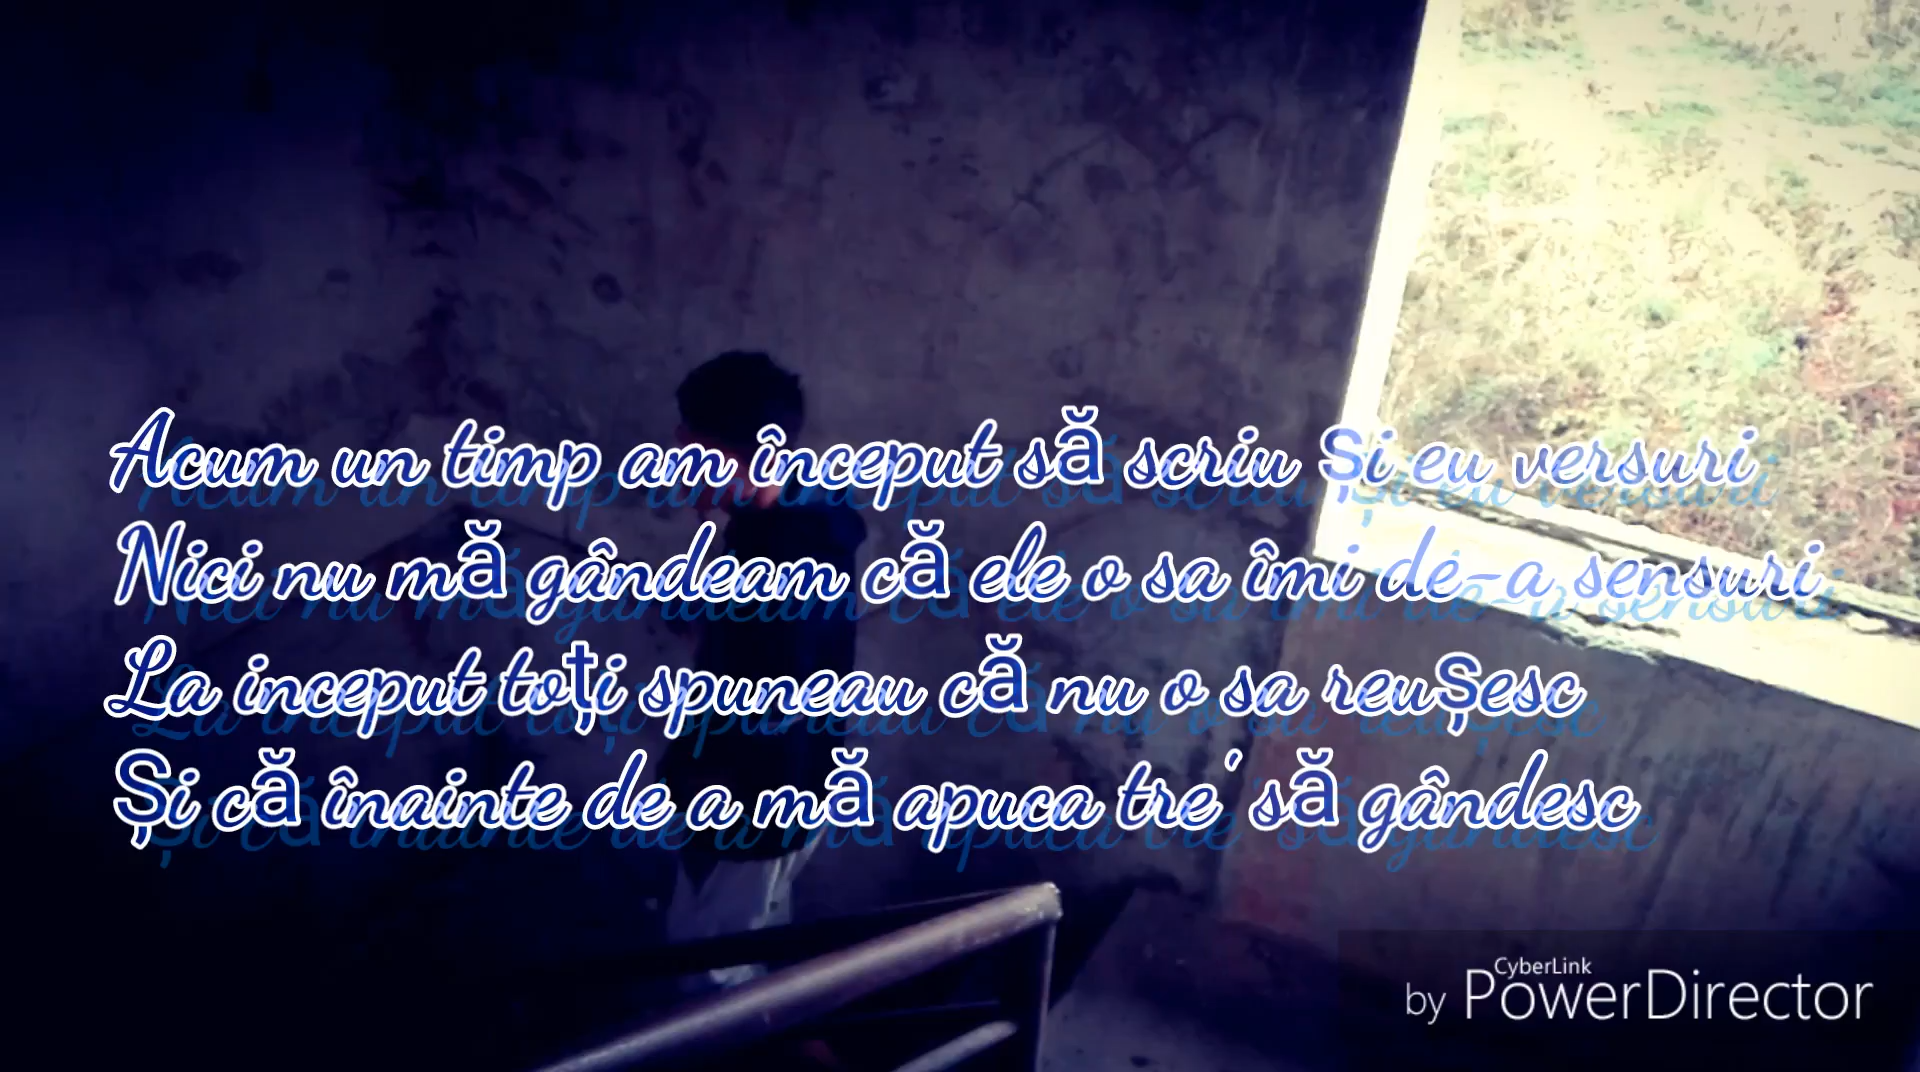 Acum un timp am început să scriu și eu versuri
Nici nu mă gândeam că ele o sa îmi de-a sensuri
La inceput toți spuneau că nu o sa reușesc
Și că înainte de a mă apuca tre' să gândesc
CyberLink
by PowerDirector